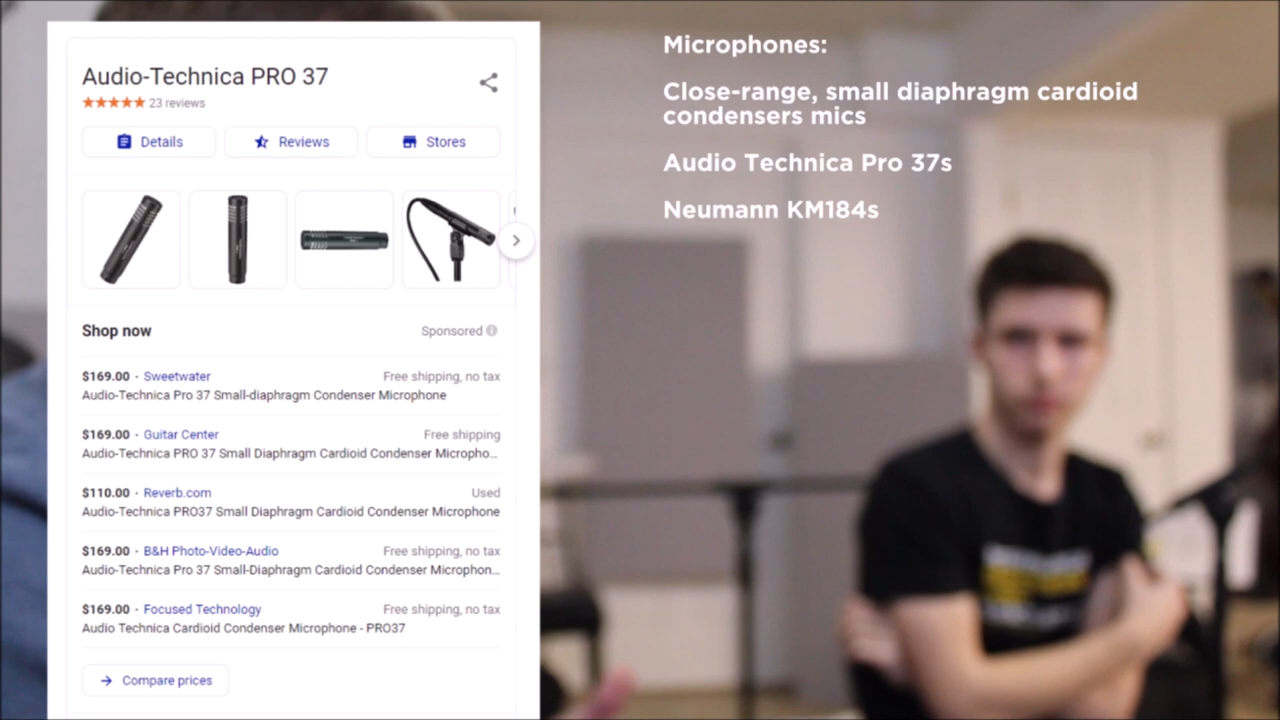 Audio-Technica PRO 37
23 reviews
Details
Reviews
Stores
Shop now
Sponsored
$169.00 · Sweetwater
Free shipping, no tax
Audio-Technica Pro 37 Small-diaphragm Condenser Microphone
$169.00 · Guitar Center
Free shipping
Audio-Technica PRO 37 Small Diaphragm Cardioid Condenser Micropho...
$110.00 · Reverb.com
Used
Audio-Technica PRO37 Small Diaphragm Cardioid Condenser Microphone
$169.00 · B&H Photo-Video-Audio
Free shipping, no tax
Audio-Technica Pro 37 Small-Diaphragm Cardioid Condenser Microphon...
$169.00 · Focused Technology
Free shipping, no tax
Audio Technica Cardioid Condenser Microphone - PRO37
Compare prices
Microphones:
Close-range, small diaphragm cardioid
condensers mics
Audio Technica Pro 37s
Neumann KM184s